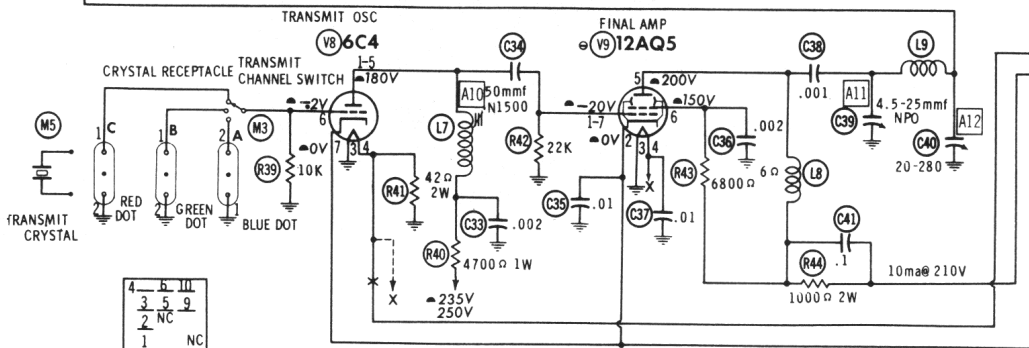 TRANSMIT OSC
V8 6C4
FINAL AMP
V9 12AQ5
CRYSTAL RECEPTACLE
TRANSMIT
CHANNEL SWITCH
1-5
180V
C34
50mmf
N1500
A10
L7
42Ω
2W
5
200V
C38
.001
L9
A11
C39
4.5-25mmf
NPO
A12
C40
20-280
M5
TRANSMIT
CRYSTAL
1 C
2
RED
DOT
1 B
2
GREEN
DOT
2 A
1
BLUE DOT
M3
-2V
6
0V
R39
10K
7 3 4
R41
R42
22K
-20V
1-7
0V
2 3 4
150V
6
C36
.002
R43
6800Ω
6Ω
L8
C33
.002
C35
.01
C37
.01
C41
.1
R40
4700Ω 1W
R44
1000Ω 2W
10ma@ 210V
X
X
X
235V
250V
4 6 10
3 5 9
2 NC
1 NC